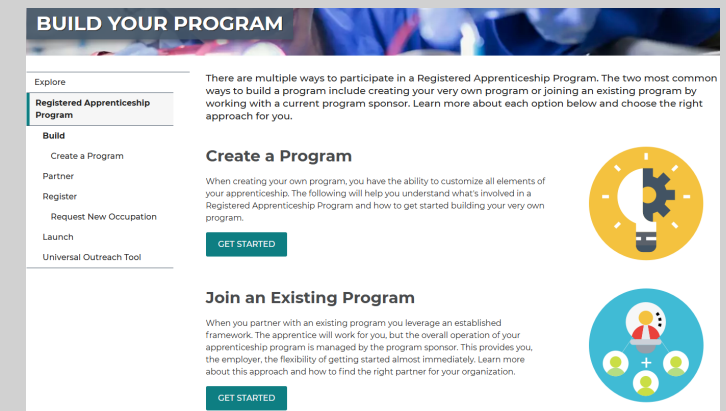 BUILD YOUR PROGRAM
Explore
Registered Apprenticeship
Program
Build
Create a Program
Partner
Register
Request New Occupation
Launch
Universal Outreach Tool
There are multiple ways to participate in a Registered Apprenticeship Program. The two most common
ways to build a program include creating your very own program or joining an existing program by
working with a current program sponsor. Learn more about each option below and choose the right
approach for you.
Create a Program
When creating your own program, you have the ability to customize all elements of
your apprenticeship. The following will help you understand what's involved in a
Registered Apprenticeship Program and how to get started building your very own
program.
GET STARTED
Join an Existing Program
When you partner with an existing program you leverage an established
framework. The apprentice will work for you, but the overall operation of your
apprenticeship program is managed by the program sponsor. This provides you,
the employer, the flexibility of getting started almost immediately. Learn more
about this approach and how to find the right partner for your organization.
GET STARTED